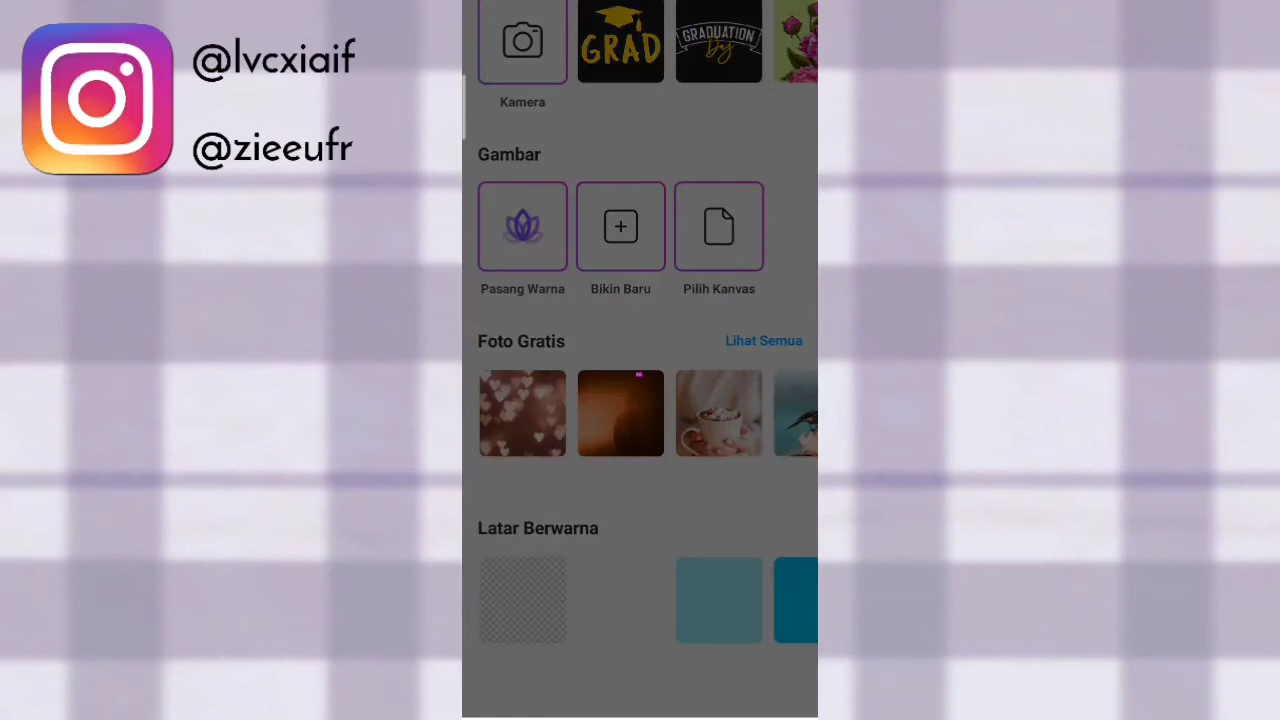 @lvcxiaif
@zieeufr
GRAD
GRADUATION
Day
Kamera
Gambar
Pasang Warna
Bikin Baru
Pilih Kanvas
Foto Gratis
Lihat Semua
Latar Berwarna